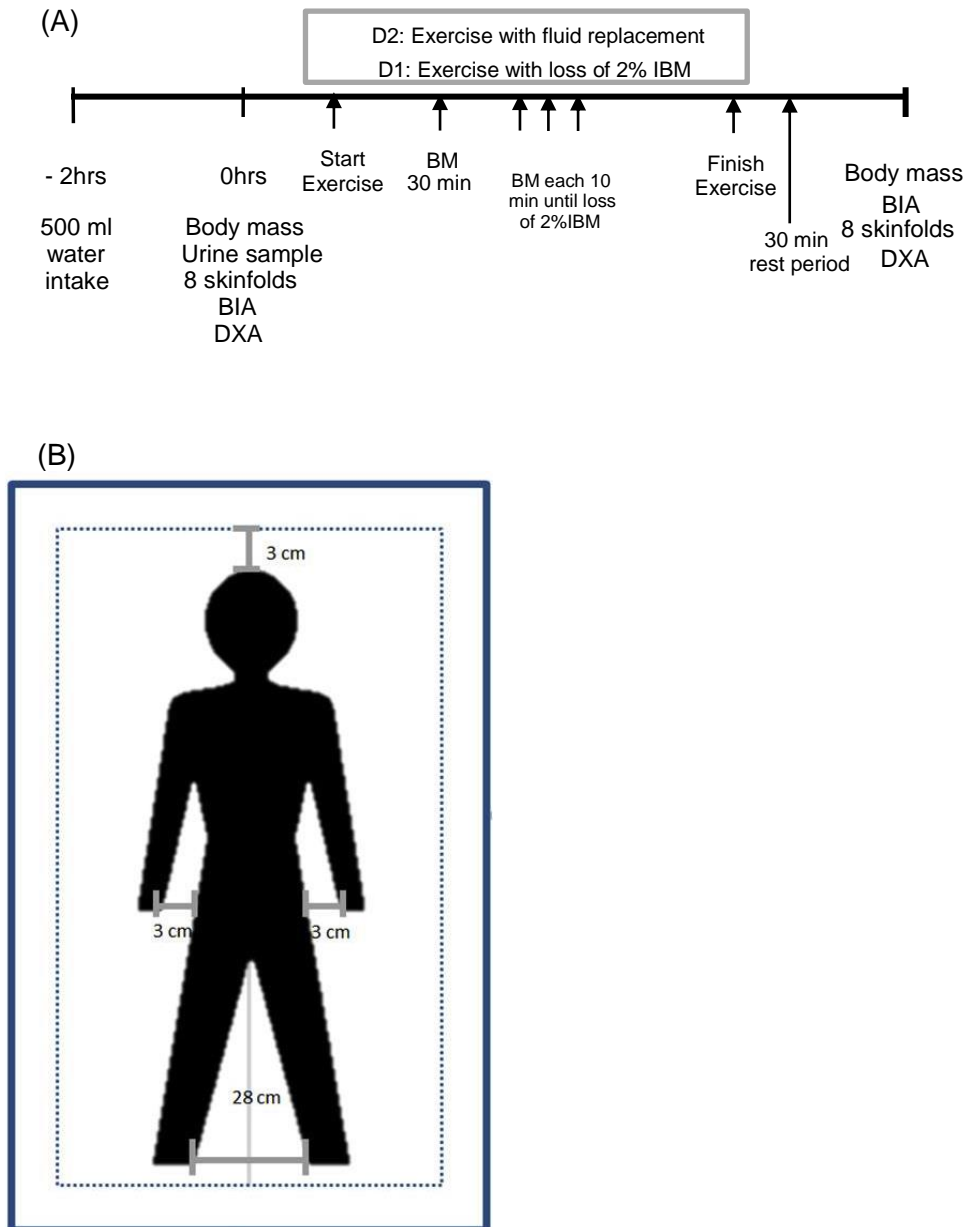 (A)
D2: Exercise with fluid replacement
D1: Exercise with loss of 2% IBM
- 2hrs
500 ml
water
intake
0hrs
Body mass
Urine sample
8 skinfolds
BIA
DXA
Start
Exercise
BM
30 min
BM each 10
min until loss
of 2%IBM
Finish
Exercise
30 min
rest period
Body mass
BIA
8 skinfolds
DXA
(B)
3 cm
3 cm
3 cm
28 cm